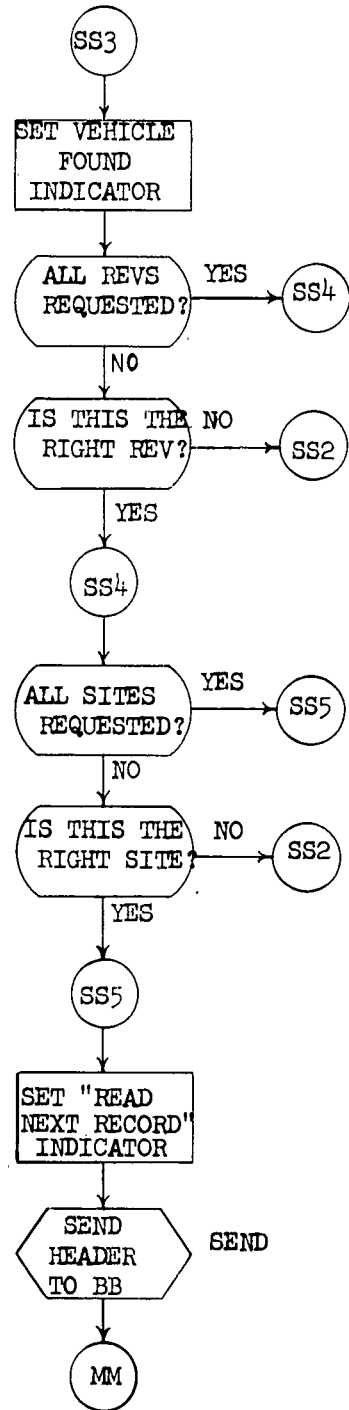 SS3
SET VEHICLE
FOUND
INDICATOR
ALL REVS
REQUESTED?
YES
SS4
NO
IS THIS THE
RIGHT REV?
NO
SS2
YES
SS4
ALL SITES
REQUESTED?
YES
SS5
NO
IS THIS THE
RIGHT SITE?
NO
SS2
YES
SS5
SET "READ
NEXT RECORD"
INDICATOR
SEND
HEADER
TO BB
SEND
MM